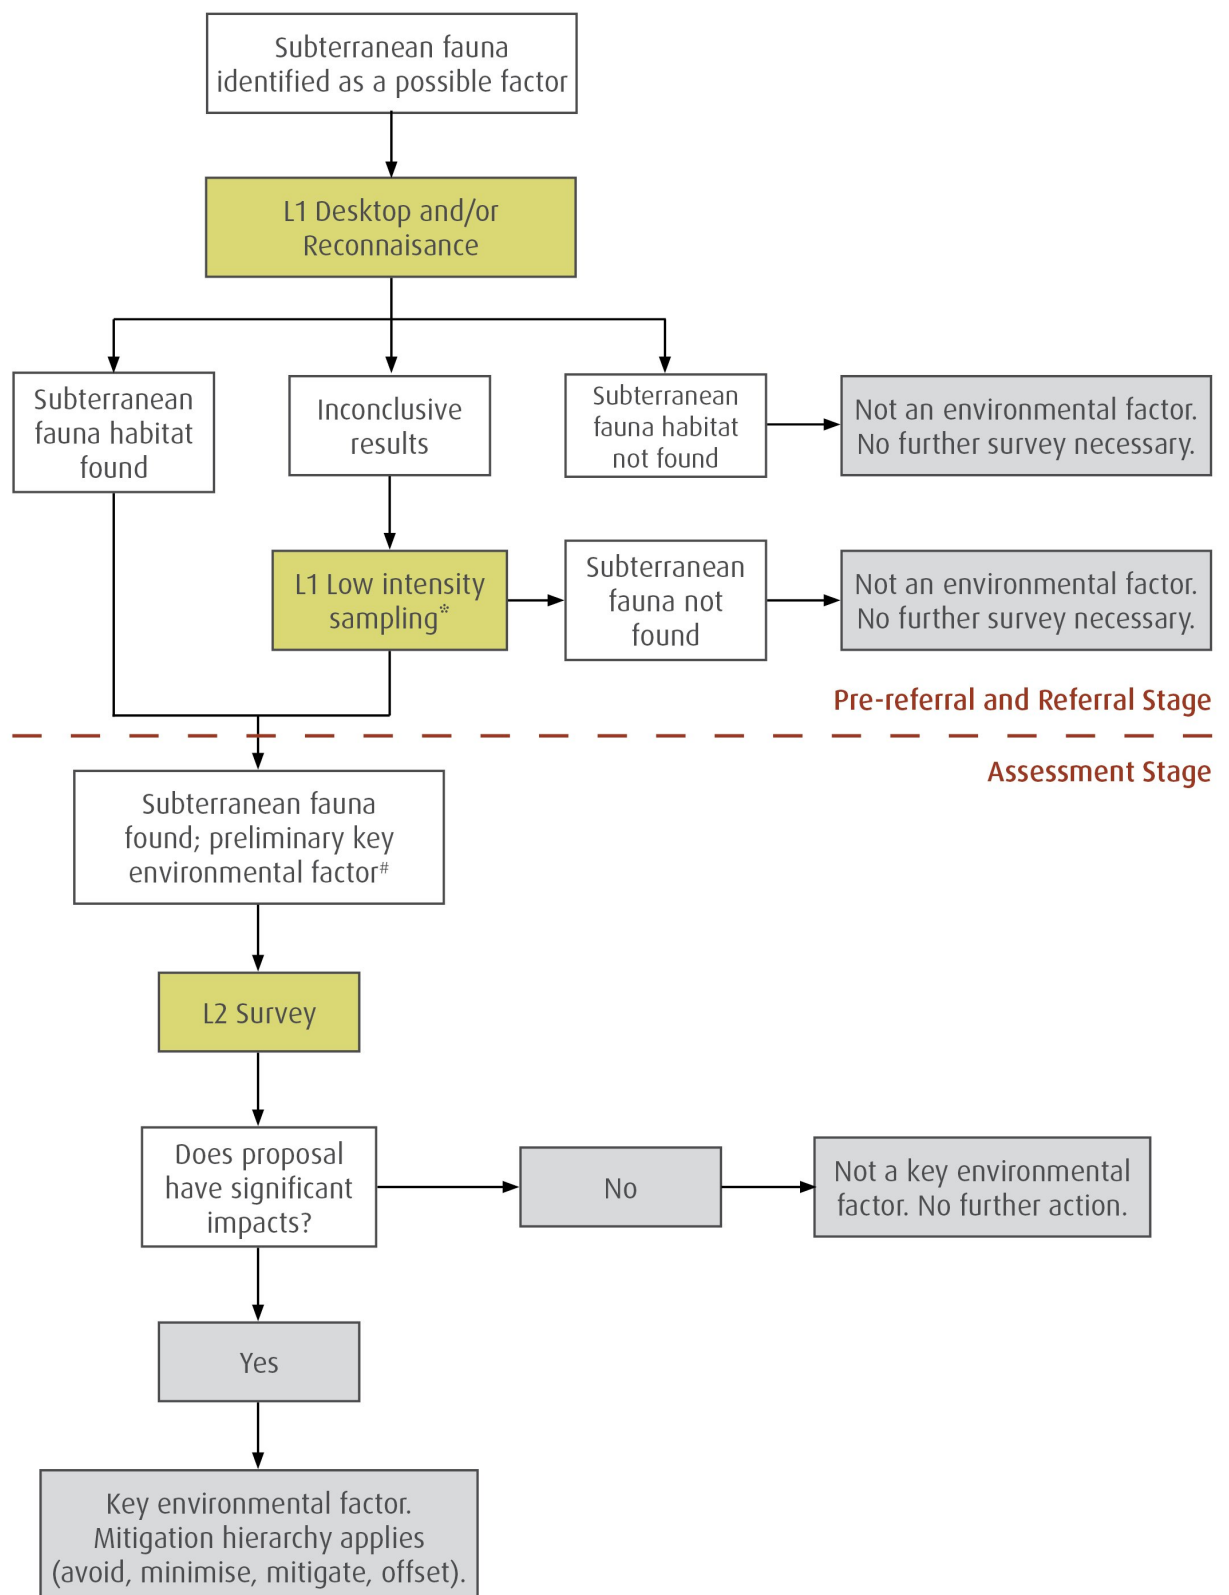 Subterranean fauna
identified as a possible factor
L1 Desktop and/or
Reconnaisance
Subterranean
fauna habitat
found
Inconclusive
results
Subterranean
fauna habitat
not found
Not an environmental factor.
No further survey necessary.
L1 Low intensity
sampling*
Subterranean
fauna not
found
Not an environmental factor.
No further survey necessary.
Pre-referral and Referral Stage
Assessment Stage
Subterranean fauna
found; preliminary key
environmental factor#
L2 Survey
Does proposal
have significant
impacts?
No
Not a key environmental
factor. No further action.
Yes
Key environmental factor.
Mitigation hierarchy applies
(avoid, minimise, mitigate, offset).